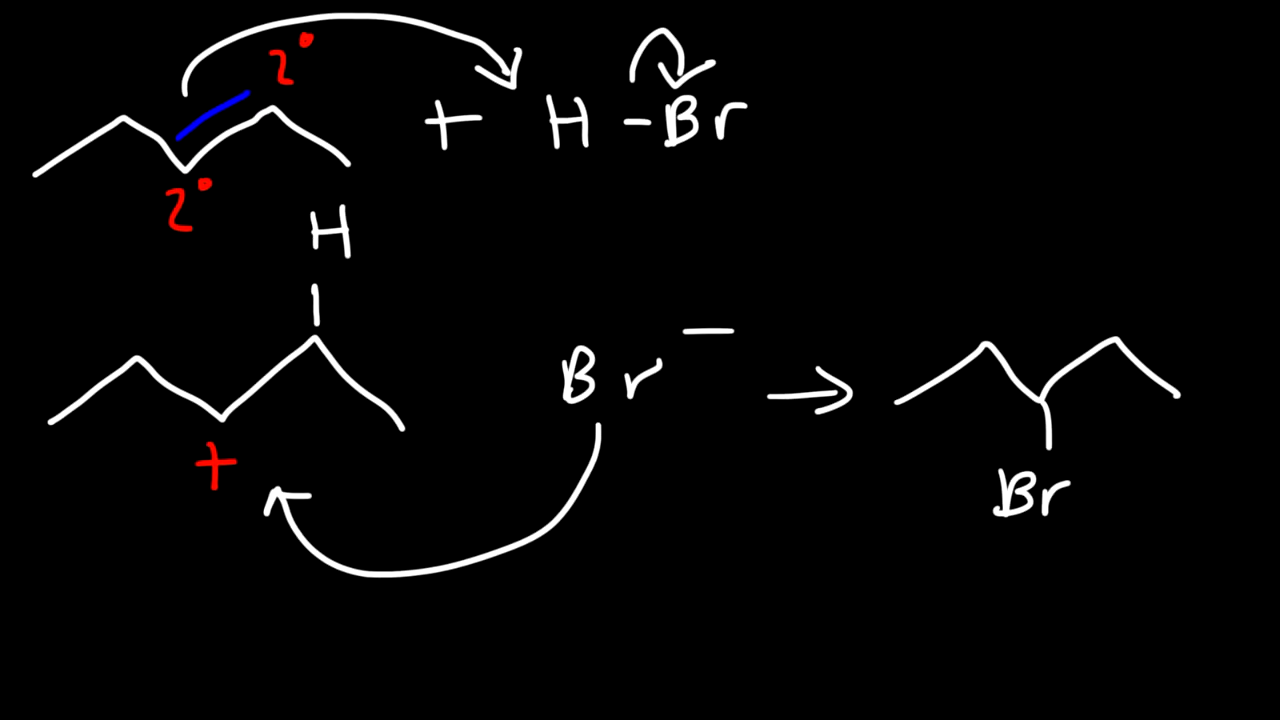 2°
+ H-Br
2°
H
Br⁻ →
+
Br